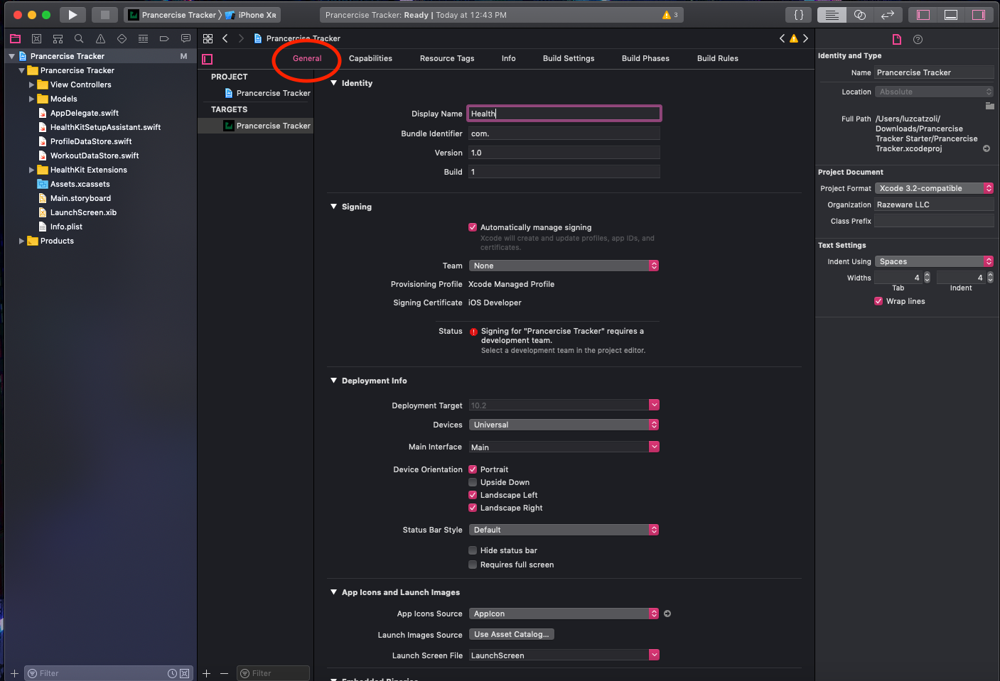 Prancercise Tracker
iPhone XR
Prancercise Tracker: Ready | Today at 12:43 PM
3
{}
Prancercise Tracker
M
Prancercise Tracker
View Controllers
Models
AppDelegate.swift
HealthKitSetupAssistant.swift
ProfileDataStore.swift
WorkoutDataStore.swift
HealthKit Extensions
Assets.xcassets
Main.storyboard
LaunchScreen.xib
Info.plist
Products
Filter
Prancercise Tracker
General
Capabilities
Resource Tags
Info
Build Settings
Build Phases
Build Rules
PROJECT
Prancercise Tracker
TARGETS
Prancercise Tracker
Filter
Identity
Display Name
Health
Bundle Identifier
com.
Version
1.0
Build
1
Signing
Automatically manage signing
Xcode will create and update profiles, app IDs, and
certificates.
Team
None
Provisioning Profile
Xcode Managed Profile
Signing Certificate
iOS Developer
Status
Signing for "Prancercise Tracker" requires a
development team.
Select a development team in the project editor.
Deployment Info
Deployment Target
10.2
Devices
Universal
Main Interface
Main
Device Orientation
Portrait
Upside Down
Landscape Left
Landscape Right
Status Bar Style
Default
Hide status bar
Requires full screen
App Icons and Launch Images
App Icons Source
AppIcon
Launch Images Source
Use Asset Catalog...
Launch Screen File
LaunchScreen
Embedded Binaries
Identity and Type
Name
Prancercise Tracker
Location
Absolute
Full Path
/Users/luzcatzoli/
Downloads/Prancercise
Tracker Starter/Prancercise
Tracker.xcodeproj
Project Document
Project Format
Xcode 3.2-compatible
Organization
Razeware LLC
Class Prefix
Text Settings
Indent Using
Spaces
Widths
4
4
Tab
Indent
Wrap lines